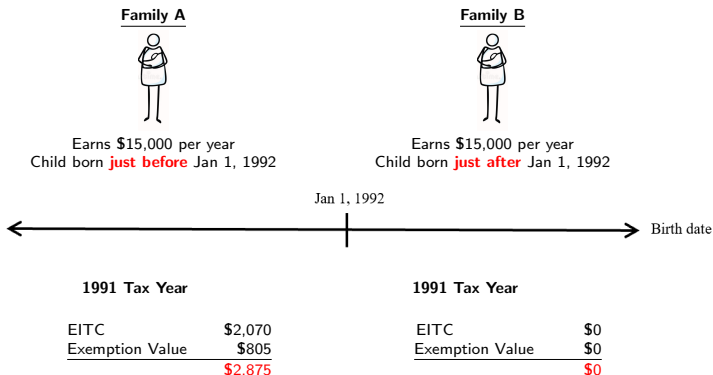 Family A
Family B
Earns $15,000 per year
Child born just before Jan 1, 1992
Earns $15,000 per year
Child born just after Jan 1, 1992
Jan 1, 1992
Birth date
1991 Tax Year
EITC $2,070
Exemption Value $805
$2.875
1991 Tax Year
EITC $0
Exemption Value $0
$0